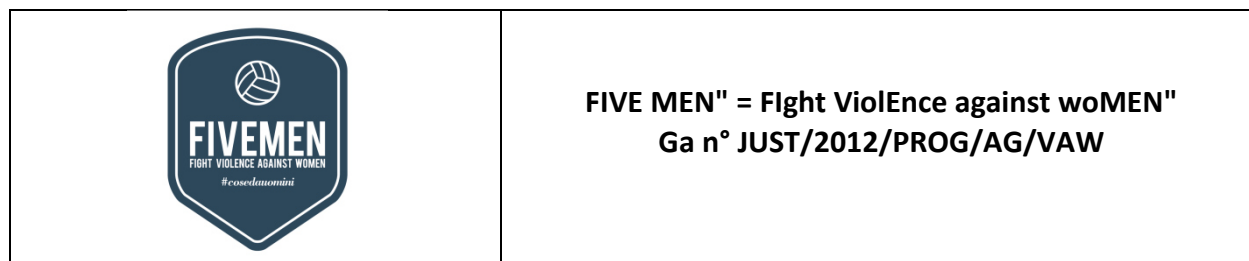 FIVEMEN
FIGHT VIOLENCE AGAINST WOMEN
#cosedauomini
FIVE MEN" = FIght ViolEnce against woMEN"
Ga n° JUST/2012/PROG/AG/VAW